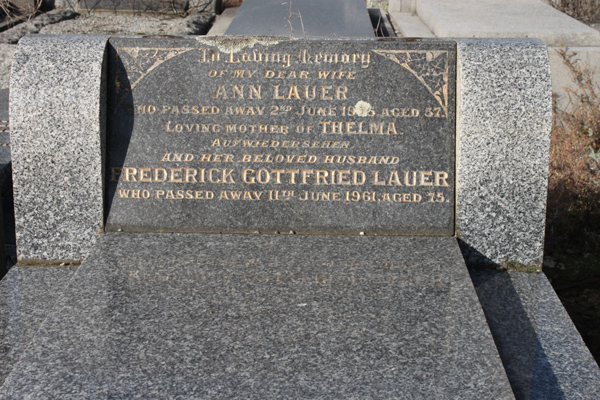 In Loving Memory
OF MY DEAR WIFE
ANN LAUER
WHO PASSED AWAY 2ND JUNE AGED 57.
LOVING MOTHER OF THELMA
AUFWIEDERSEHEN
AND HER BELOVED HUSBAND
FREDERICK GOTTFRIED LAUER
WHO PASSED AWAY 11TH JUNE 1961, AGED 75.